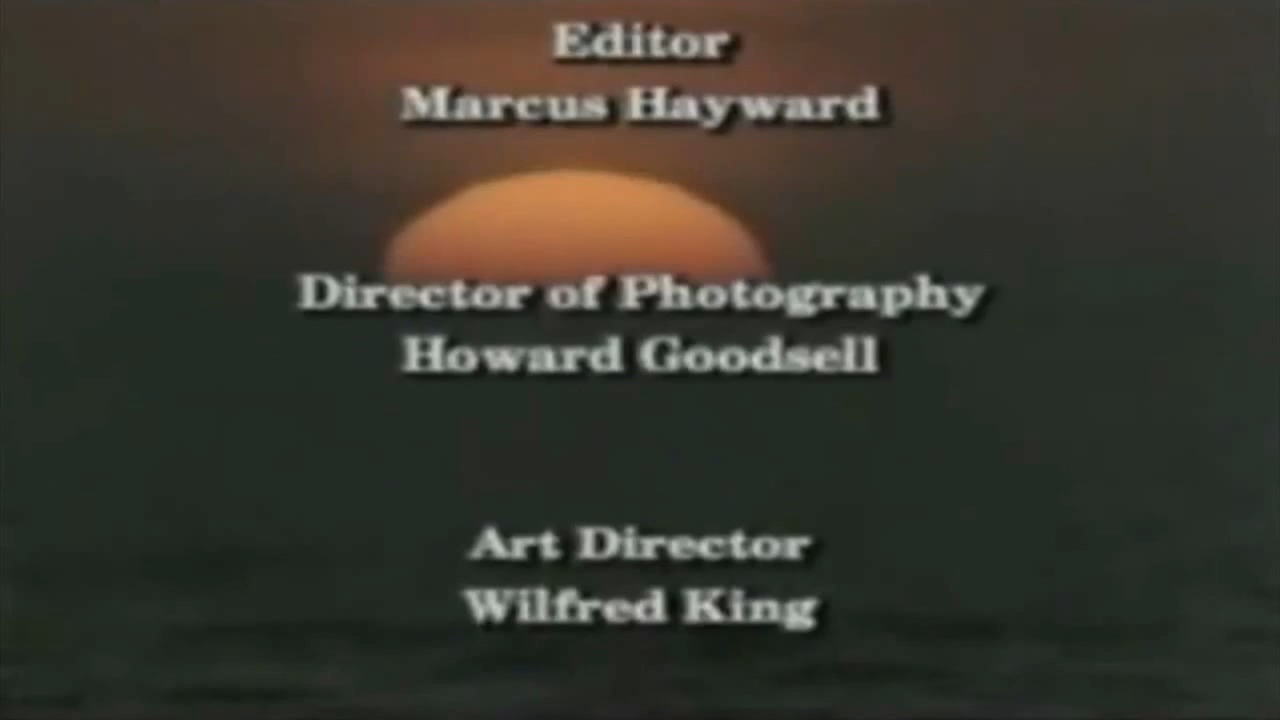 Editor
Marcus Hayward
Director of Photography
Howard Goodsell
Art Director
Wilfred King